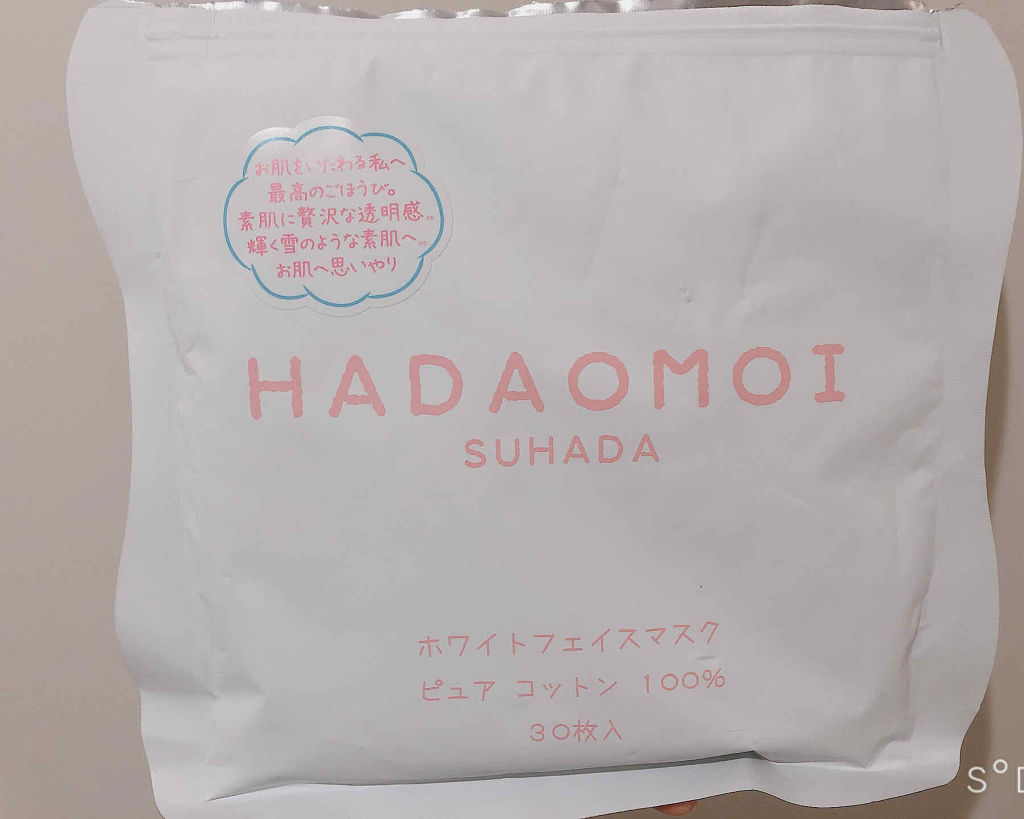 お肌をいたわる私へ
最高のごほうび。
素肌に贅沢な透明感
輝く雪のような素肌へ
お肌へ思いやり
HADAOMOI
SUHADA
ホワイトフェイスマスク
ピュア コットン 100%
30枚入